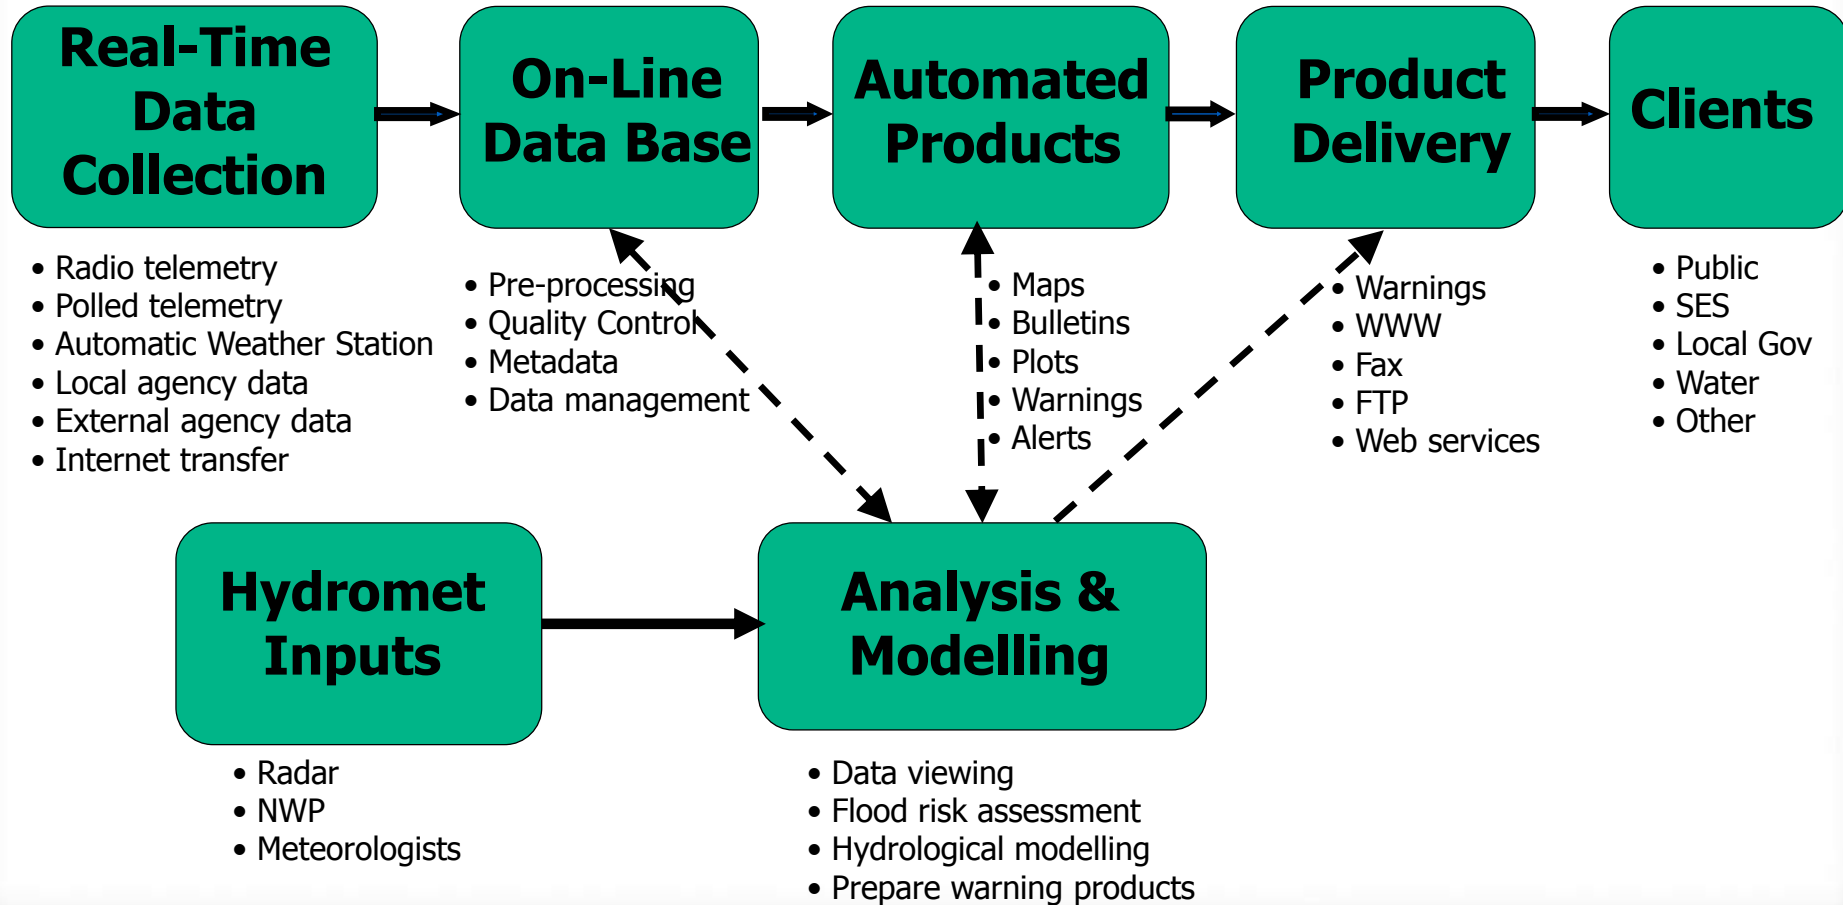 Real-Time
Data
Collection
On-Line
Data Base
Automated
Products
Product
Delivery
Clients
• Radio telemetry
• Polled telemetry
• Automatic Weather Station
• Local agency data
• External agency data
• Internet transfer
• Pre-processing
• Quality Control
• Metadata
• Data management
• Maps
• Bulletins
• Plots
• Warnings
• Alerts
• Warnings
• WWW
• Fax
• FTP
• Web services
• Public
• SES
• Local Gov
• Water
• Other
Hydromet
Inputs
Analysis &
Modelling
• Radar
• NWP
• Meteorologists
• Data viewing
• Flood risk assessment
• Hydrological modelling
• Prepare warning products